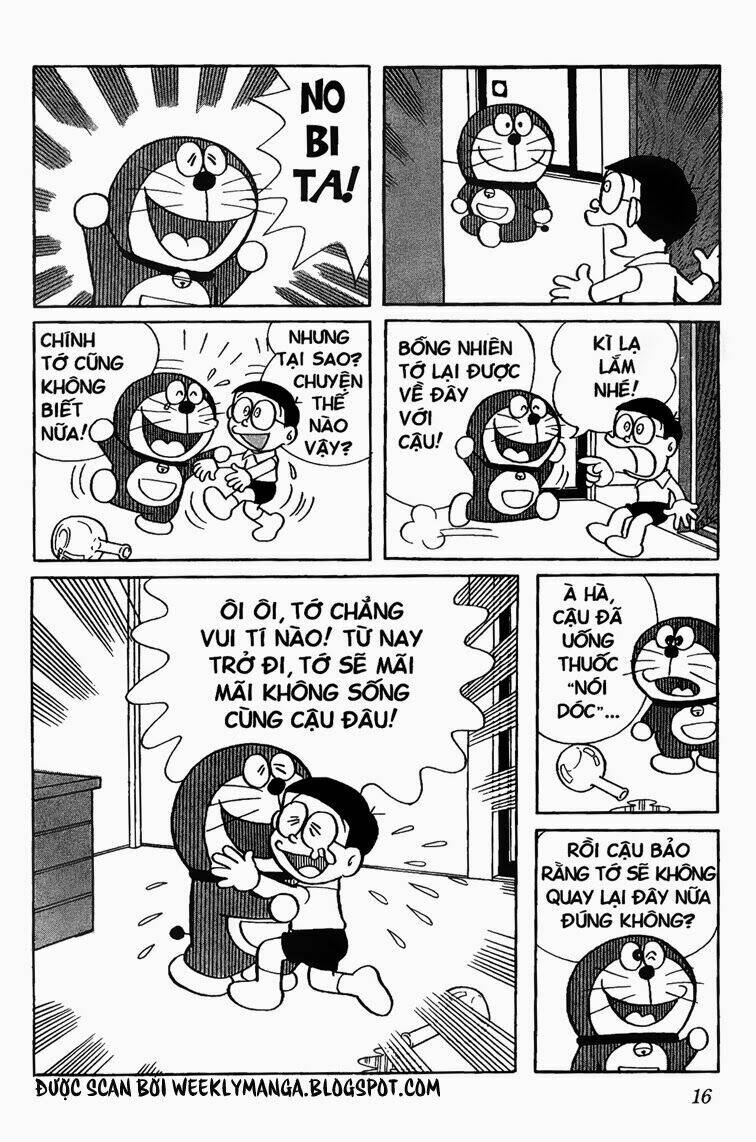 NO
BI
TA!
KÌ LẠ
LẮM
NHÉ!
BỔNG NHIÊN
TỚ LẠI ĐƯỢC
VỀ ĐÂY
VỚI
CẬU!
NHƯNG
TẠI SAO?
CHUYỆN
THẾ
NÀO
VẬY?
CHÍNH
TỚ CŨNG
KHÔNG
BIẾT
NỮA!
À HÀ,
CẬU ĐÃ
UỐNG
THUỐC
“NÓI
DÓC”...
RỒI CẬU BẢO
RẰNG TỚ SẼ KHÔNG
QUAY LẠI ĐÂY NỮA
ĐÚNG KHÔNG?
ÔI ÔI, TỚ CHẲNG
VUI TÍ NÀO! TỪ NAY
TRỞ ĐI, TỚ SẼ MÃI
MÃI KHÔNG SỐNG
CÙNG CẬU ĐÂU!
ĐƯỢC SCAN BỞI WEEKLYMANGA.BLOGSPOT.COM
16